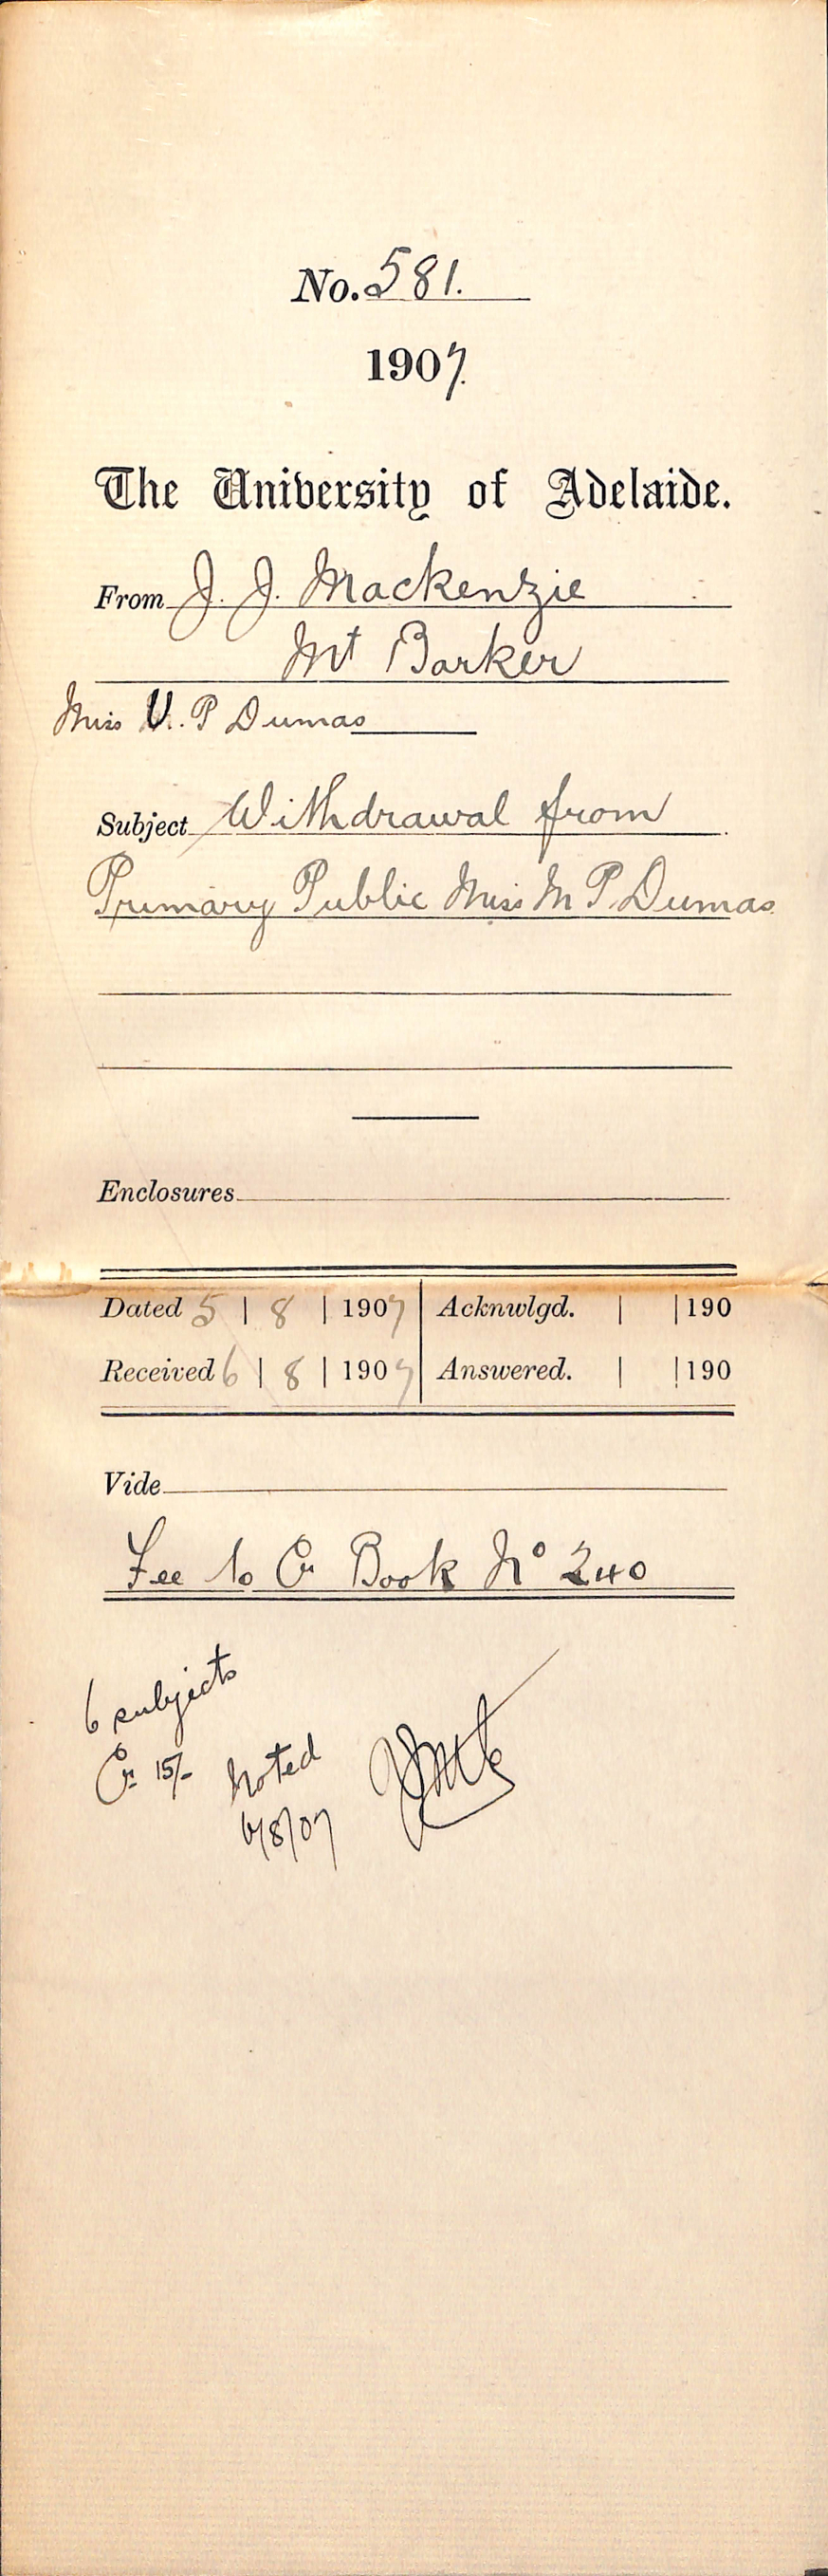 No. 581.
1907.
The University of Adelaide.
From J. J. Mackenzie
Mt Barker
Miss V. P Dumas
Subject Withdrawal from
Primary Public Miss M P. Dumas
Enclosures
Dated 5 | 8 | 1907 | Acknwlgd. | | 190
Received 6 | 8 | 1907 | Answered. | | 190
Vide
Fee to Cr Book No 240
6 subjects
Cr 15/-
Noted
6/8/07